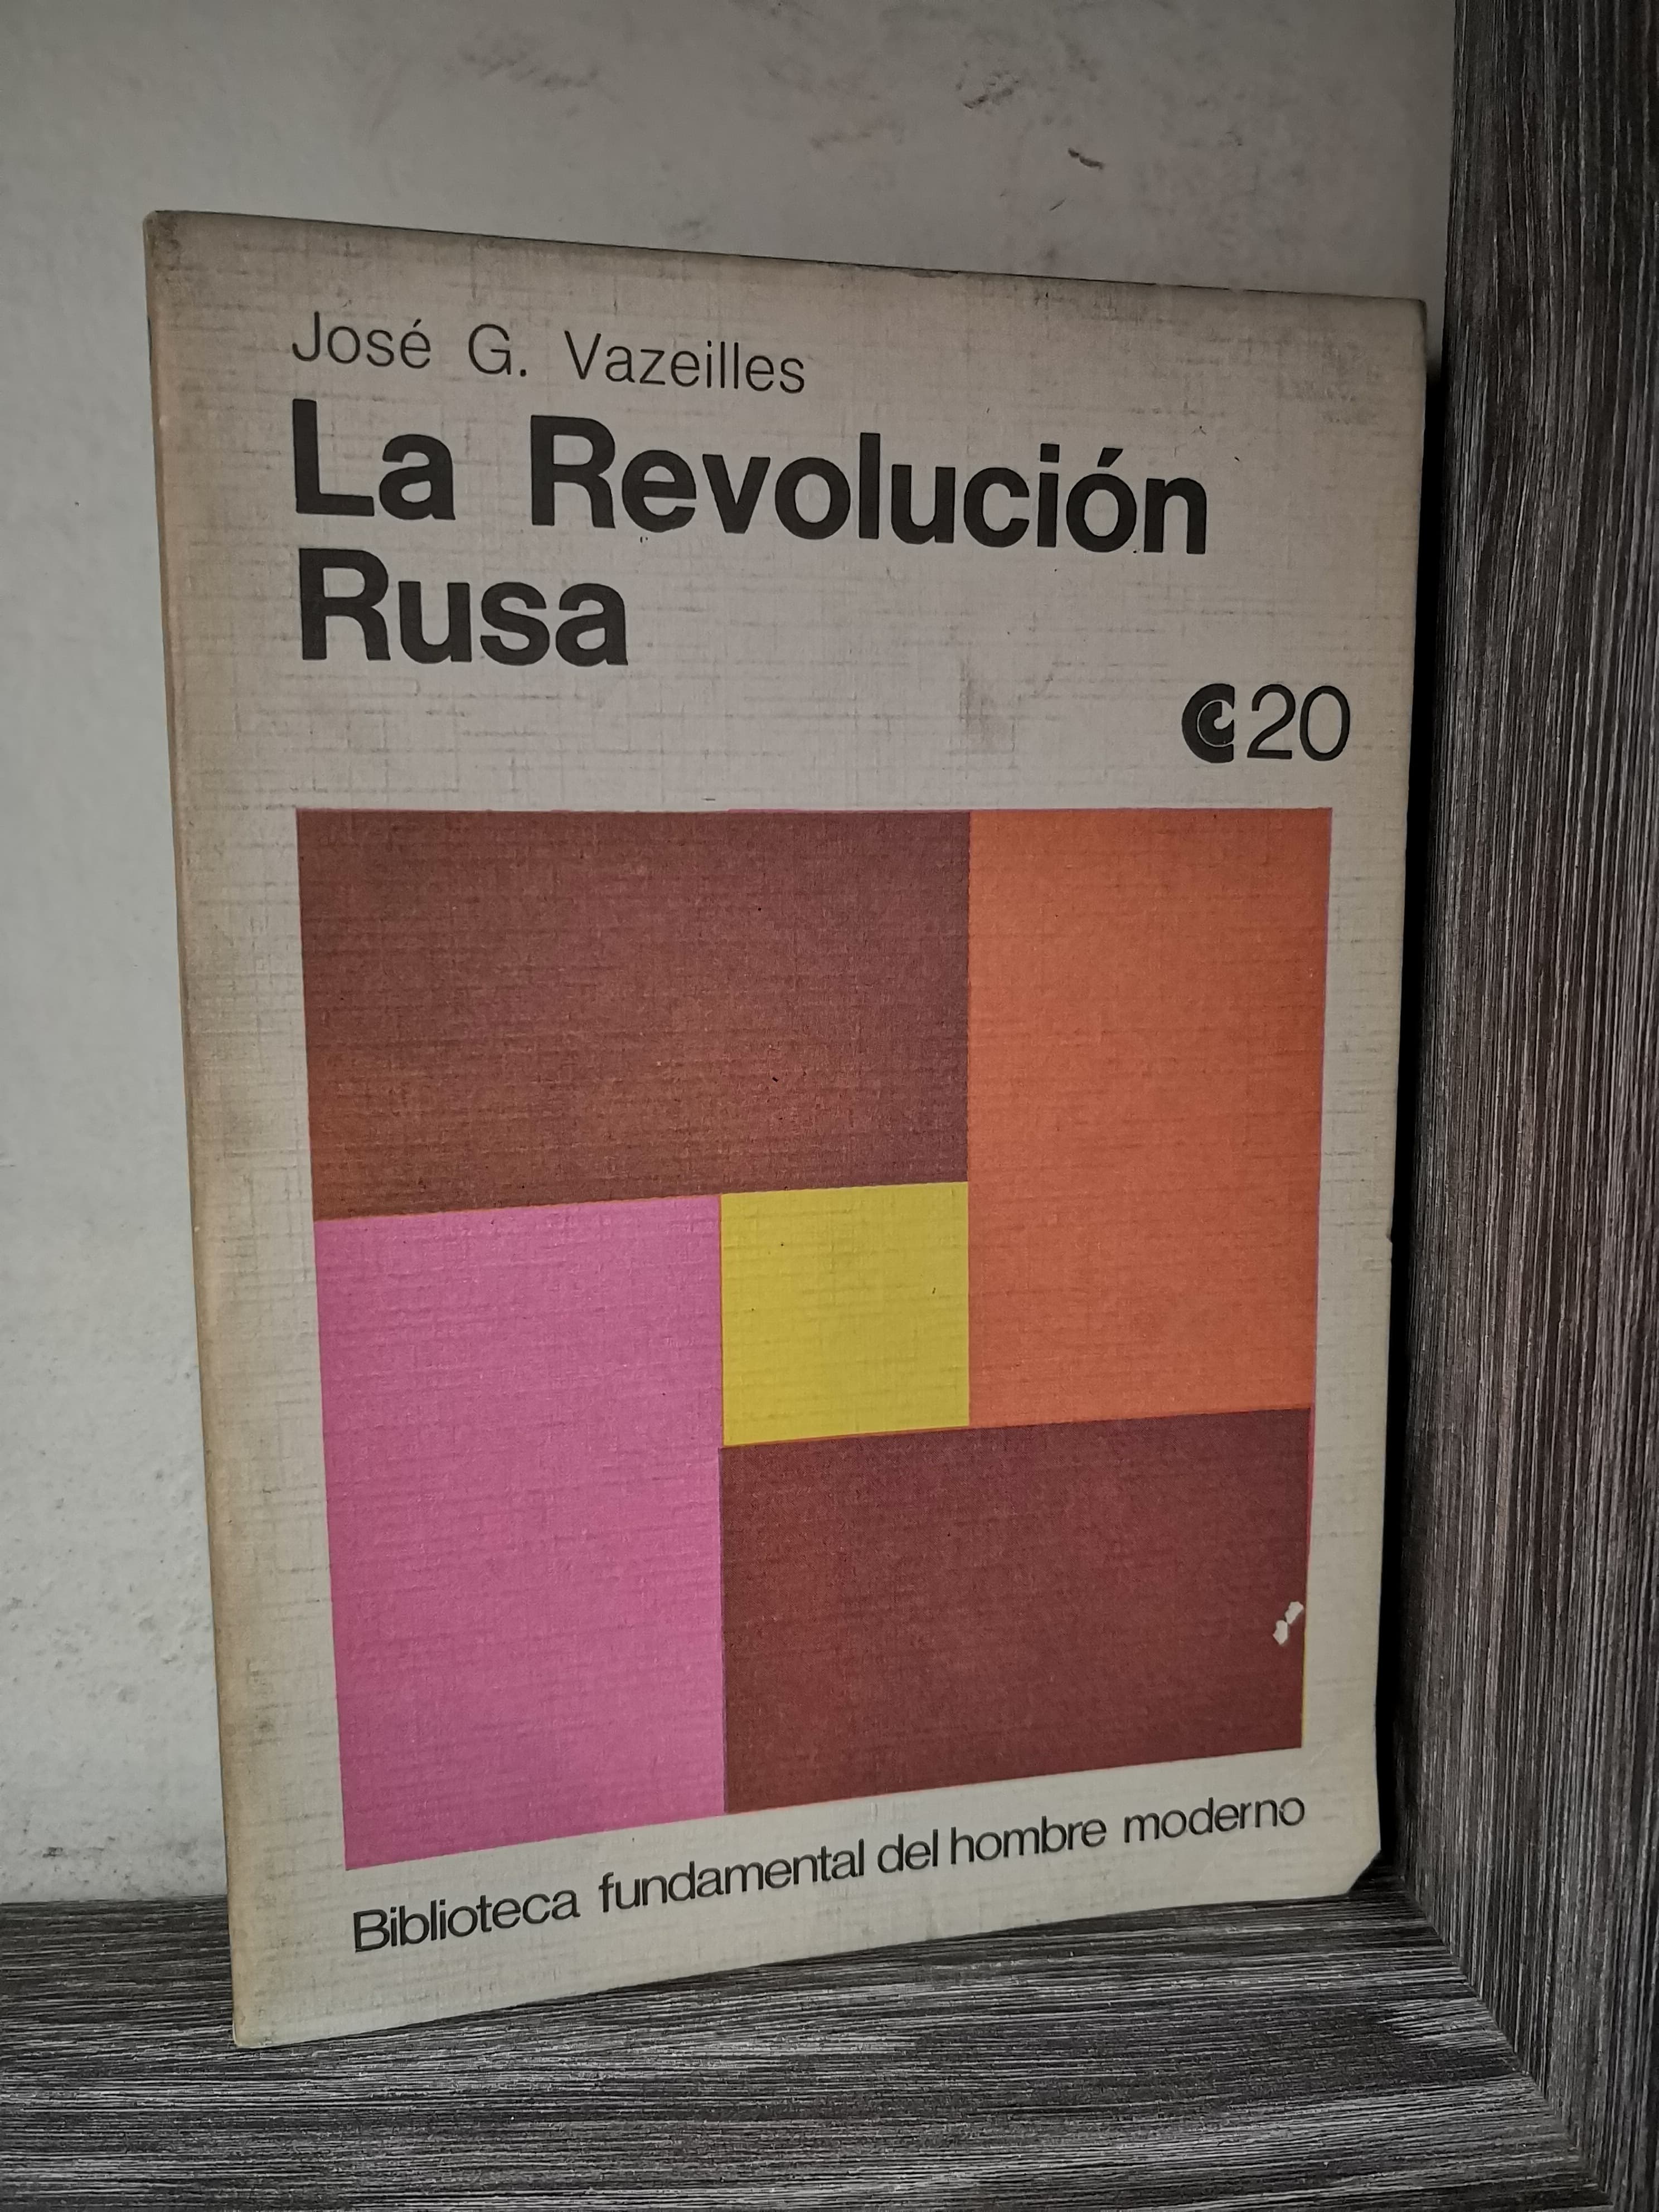 José G. Vazeilles
La Revolución
Rusa
20
Biblioteca fundamental del hombre moderno